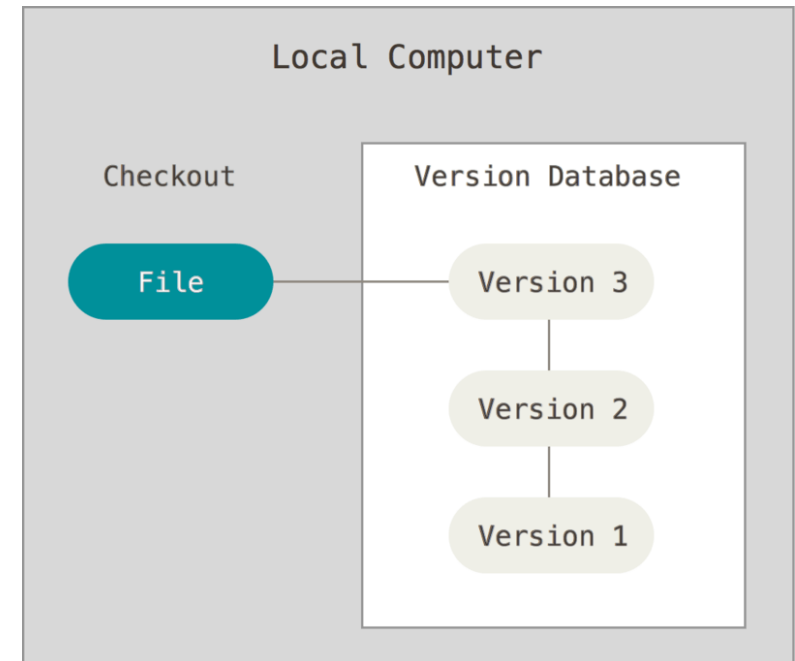 Local Computer
Checkout
Version Database
File
Version 3
Version 2
Version 1